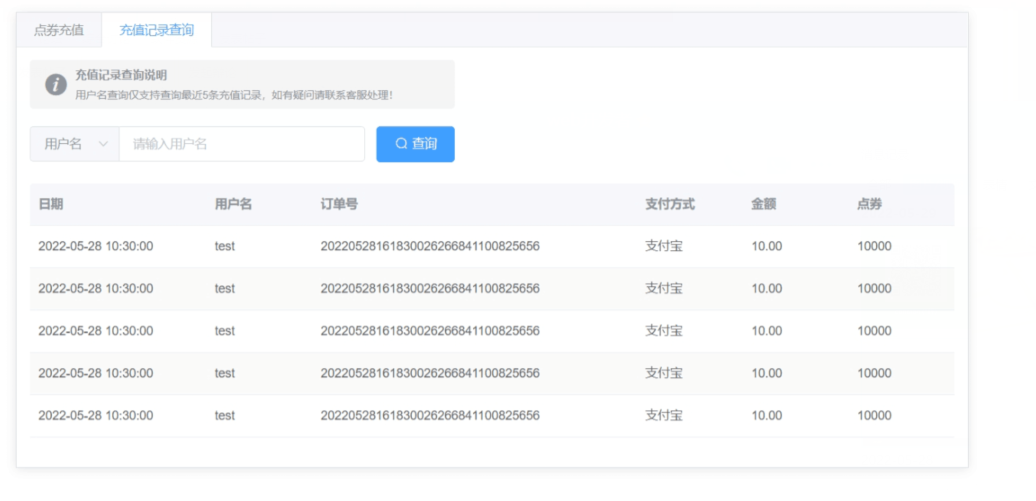 点券充值 充值记录查询
充值记录查询说明
用户名查询仅支持查询最近5条充值记录，如有疑问请联系客服处理！
用户名 请输入用户名 查询
日期 用户名 订单号 支付方式 金额 点券
2022-05-28 10:30:00 test 2022052816183002626684110082 5656 支付宝 10.00 10000
2022-05-28 10:30:00 test 20220528161830026266841100825656 支付宝 10.00 10000
2022-05-28 10:30:00 test 20220528161830026266841100825656 支付宝 10.00 10000
2022-05-28 10:30:00 test 20220528161830026266841100825656 支付宝 10.00 10000
2022-05-28 10:30:00 test 20220528161830026266841100825656 支付宝 10.00 10000